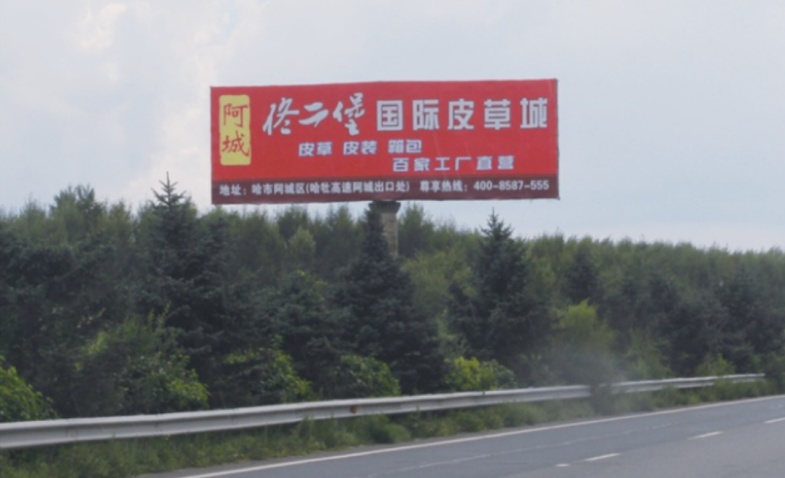 阿城
佟二堡国际皮草城
皮草 皮装 箱包
百家工厂直营
地址：哈市阿城区(哈牡高速阿城出口处) 尊享热线：400-8587-555